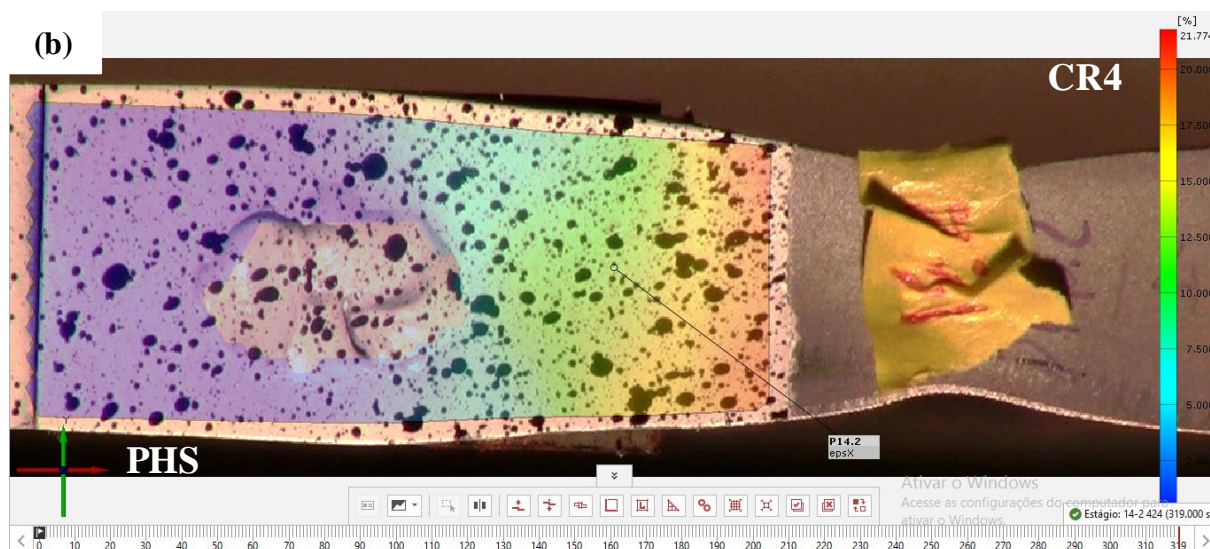 (b)
[%]
21.774
CR4
20.000
17.500
15.000
12.500
10.000
7.500
5.000
P14.2
epsX
PHS
Ativar o Windows
Acesse as configurações do computador para
ativar o Windows.
Estágio: 14-2 424 (319.000 s
0 10 20 30 40 50 60 70 80 90 100 110 120 130 140 150 160 170 180 190 200 210 220 230 240 250 260 270 280 290 300 319